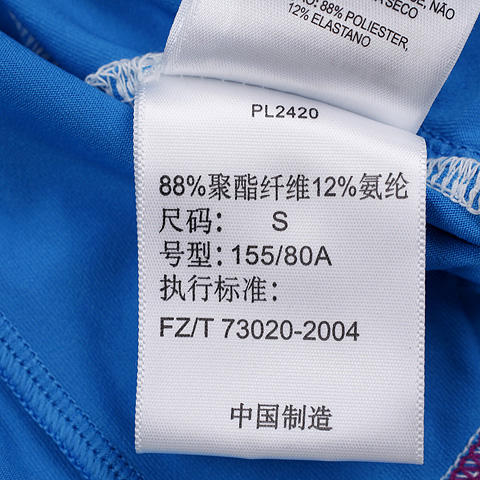 SECO
88% POLIESTER,
12% ELASTANO
PL2420
88%聚酯纤维12%氨纶
尺码: S
号型: 155/80A
执行标准:
FZ/T 73020-2004
中国制造